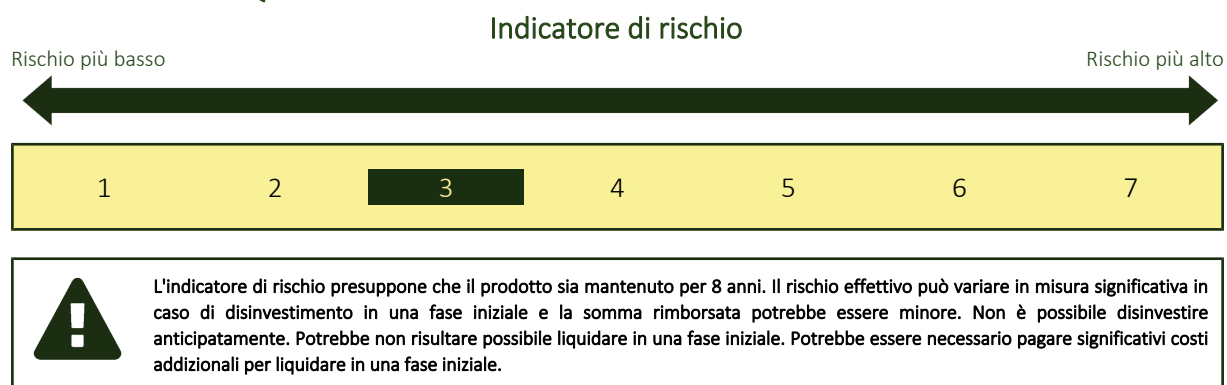 Indicatore di rischio
Rischio più basso
Rischio più alto
1 2 3 4 5 6 7
L'indicatore di rischio presuppone che il prodotto sia mantenuto per 8 anni. Il rischio effettivo può variare in misura significativa in
caso di disinvestimento in una fase iniziale e la somma rimborsata potrebbe essere minore. Non è possibile disinvestire
anticipatamente. Potrebbe non risultare possibile liquidare in una fase iniziale. Potrebbe essere necessario pagare significativi costi
addizionali per liquidare in una fase iniziale.